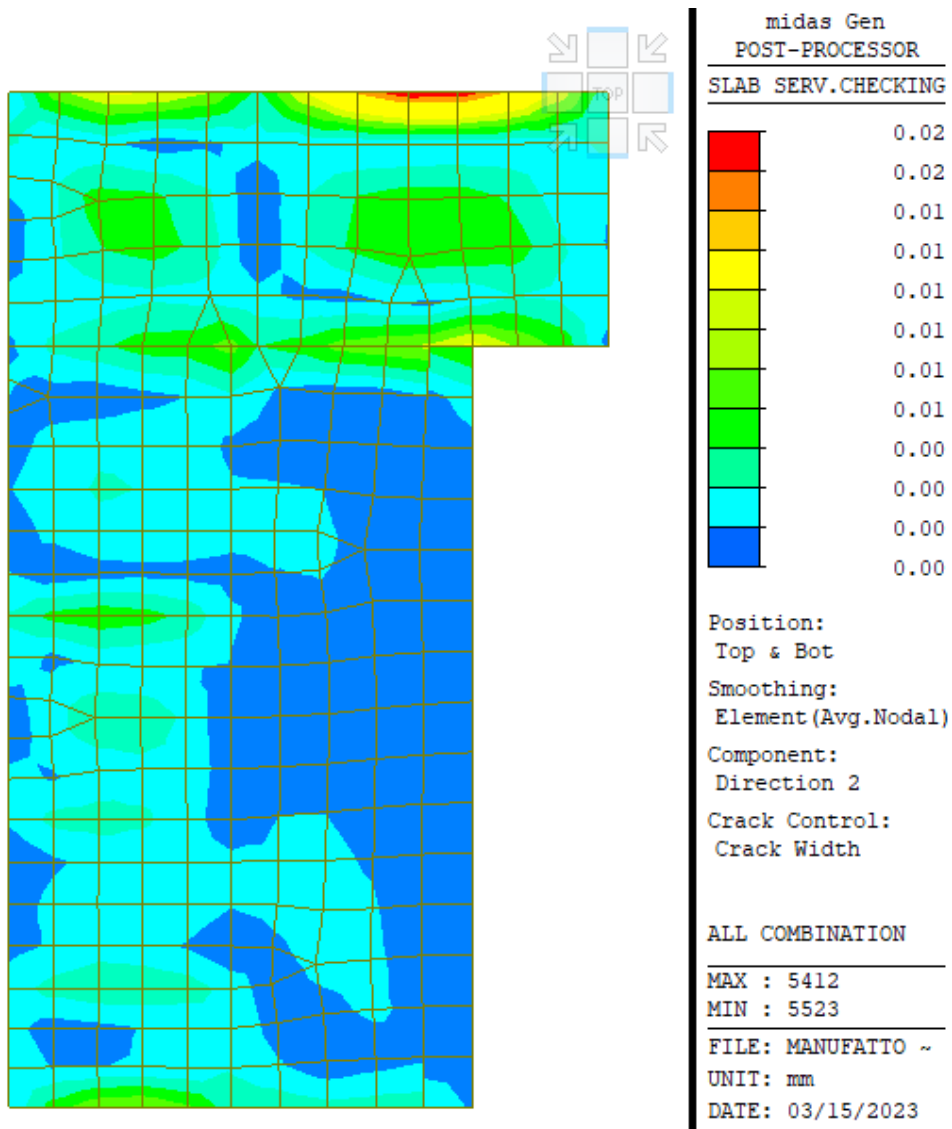 TOP
midas Gen
POST-PROCESSOR
SLAB SERV.CHECKING
0.02
0.02
0.01
0.01
0.01
0.01
0.01
0.01
0.00
0.00
0.00
0.00
Position:
Top & Bot
Smoothing:
Element(Avg.Nodal)
Component:
Direction 2
Crack Control:
Crack Width
ALL COMBINATION
MAX : 5412
MIN : 5523
FILE: MANUFATTO ~
UNIT: mm
DATE: 03/15/2023